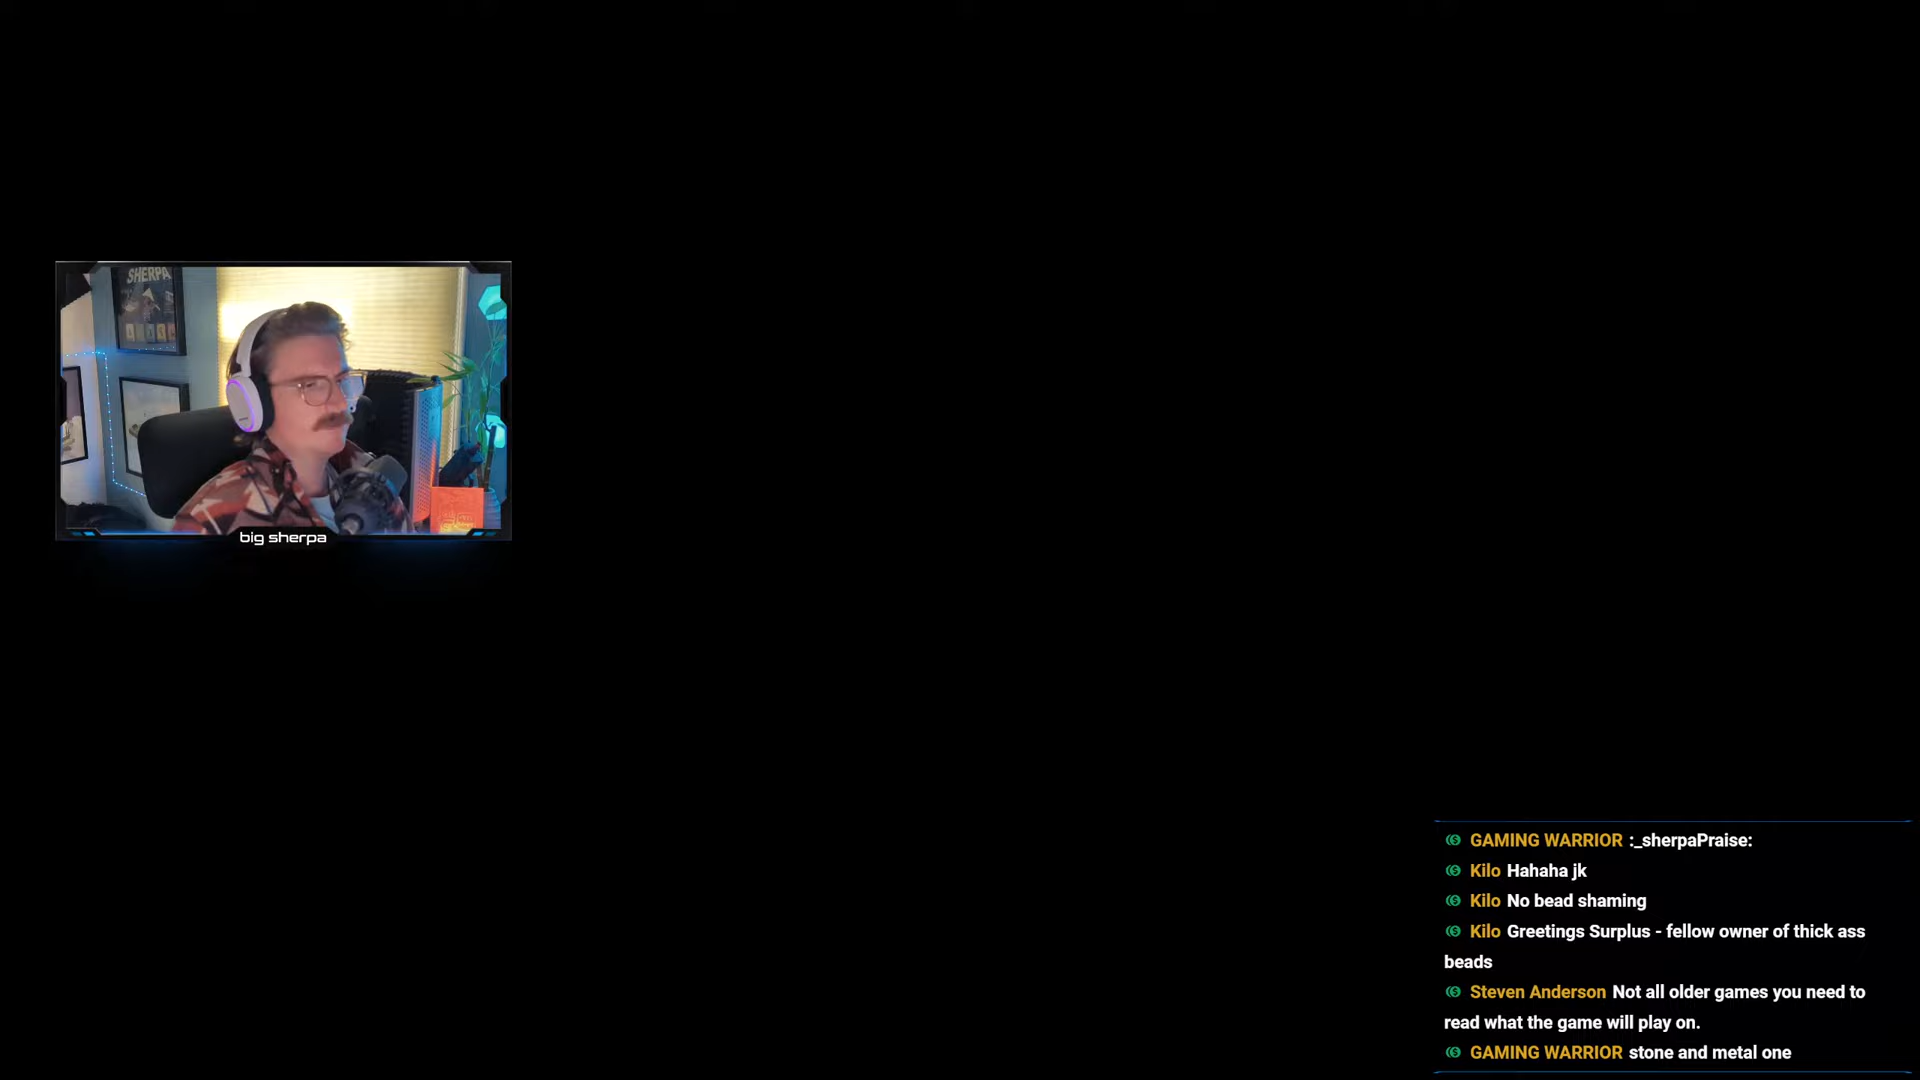 SHERPA
big sherpa
GAMING WARRIOR :_sherpaPraise:
Kilo Hahaha jk
Kilo No bead shaming
Kilo Greetings Surplus - fellow owner of thick ass
beads
Steven Anderson Not all older games you need to
read what the game will play on.
GAMING WARRIOR stone and metal one